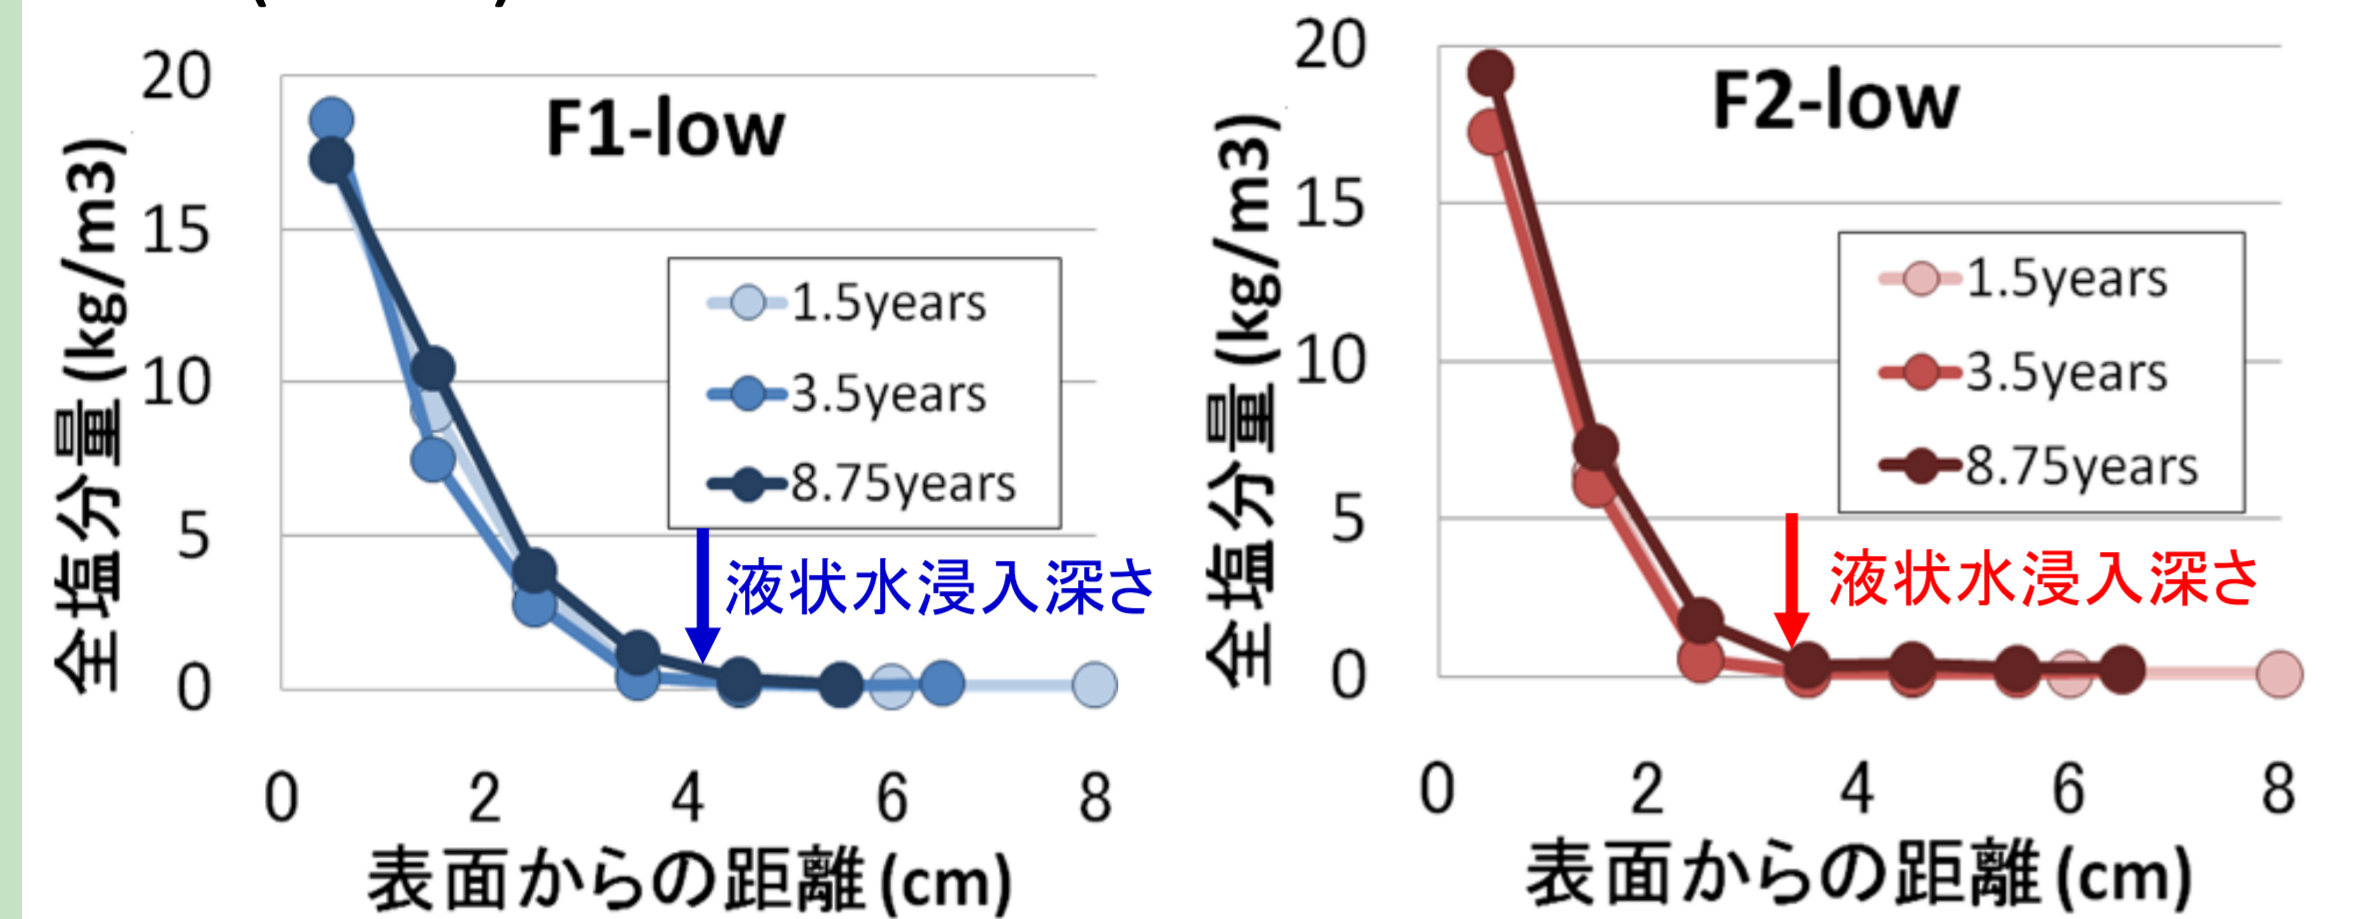 F1-low
全塩分量(kg/m3)
20
15
10
5
0
1.5years
3.5years
8.75years
液状水浸入深さ
0 2 4 6 8
表面からの距離(cm)
F2-low
全塩分量(kg/m3)
20
15
10
5
0
1.5years
3.5years
8.75years
液状水浸入深さ
0 2 4 6 8
表面からの距離(cm)